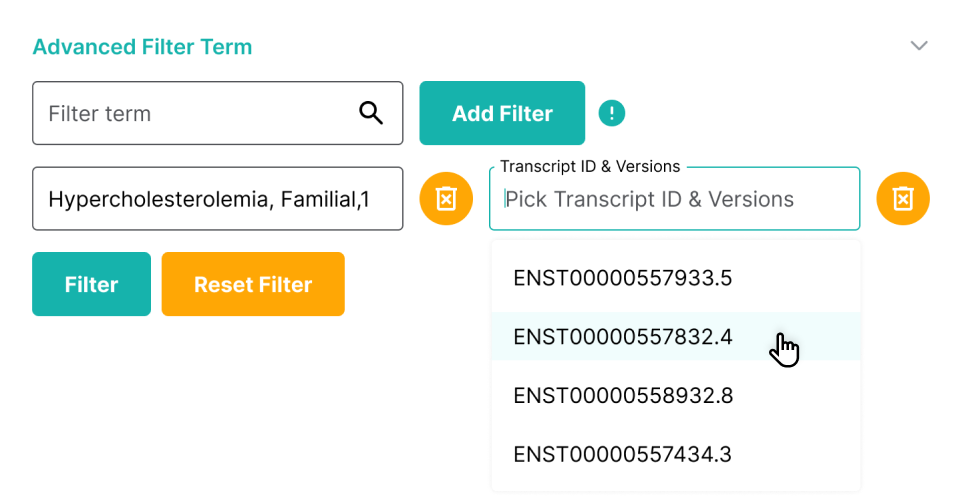 Advanced Filter Term
Filter term
Add Filter
!
Transcript ID & Versions
Hypercholesterolemia, Familial,1
Pick Transcript ID & Versions
Filter
Reset Filter
ENST00000557933.5
ENST00000557832.4
ENST00000558932.8
ENST00000557434.3